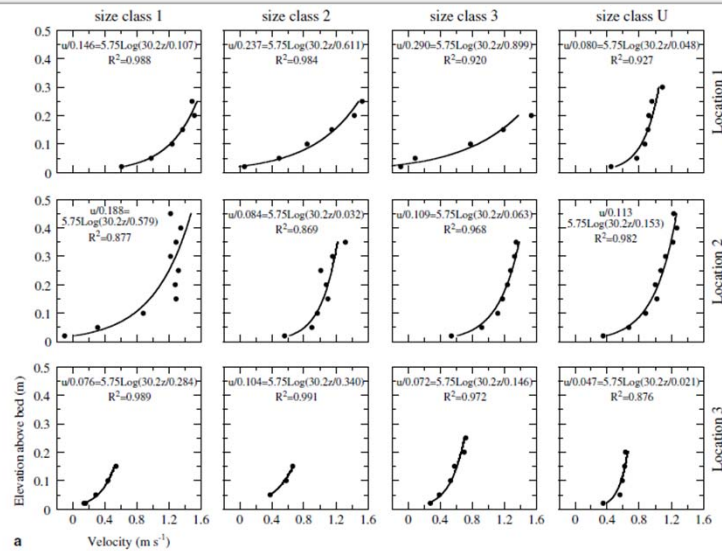 size class 1 size class 2 size class 3 size class U
0.5
u/0.146=5.75Log(30.2z/0.107) u/0.237=5.75Log(30.2z/0.611) u/0.290=5.75Log(30.2z/0.899) u/0.080=5.75Log(30.2z/0.048)
R²=0.988 R²=0.984 R²=0.920 R²=0.927
0.4
0.3
0.2
0.1
0
Location 1
0.5
u/0.188= u/0.084=5.75Log(30.2z/0.032) u/0.109=5.75Log(30.2z/0.063) u/0.113
5.75Log(30.2z/0.579) 5.75Log(30.2z/0.153)
R²=0.877 R²=0.869 R²=0.968 R²=0.982
0.4
0.3
0.2
0.1
0
Location 2
0.5
u/0.076=5.75Log(30.2z/0.284) u/0.104=5.75Log(30.2z/0.340) u/0.072=5.75Log(30.2z/0.146) u/0.047=5.75Log(30.2z/0.021)
R²=0.989 R²=0.991 R²=0.972 R²=0.876
0.4
0.3
0.2
0.1
0
Location 3
Elevation above bed (m)
0 0.4 0.8 1.2 1.6 0 0.4 0.8 1.2 1.6 0 0.4 0.8 1.2 1.6 0 0.4 0.8 1.2 1.6
a Velocity (m s⁻¹)